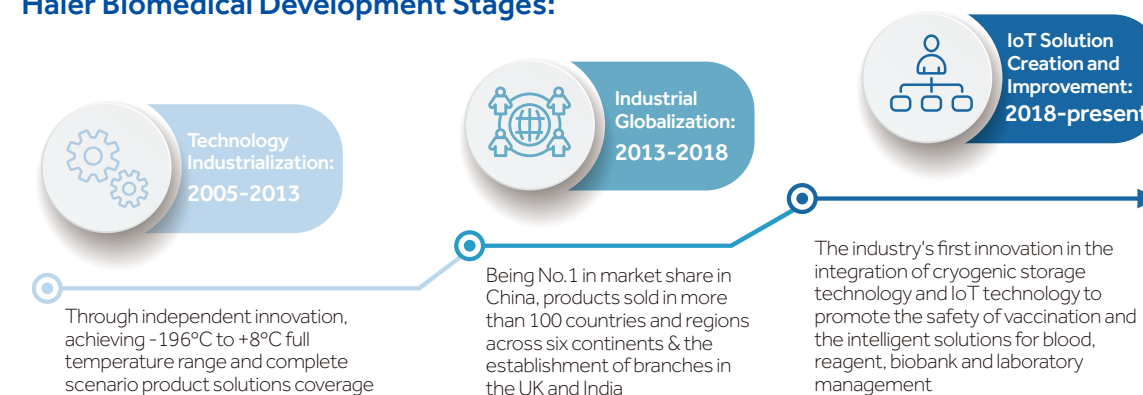 Haier Biomedical Development Stages:
Technology
Industrialization:
2005-2013
Through independent innovation,
achieving -196°C to +8°C full
temperature range and complete
scenario product solutions coverage
Industrial
Globalization:
2013-2018
Being No.1 in market share in
China, products sold in more
than 100 countries and regions
across six continents & the
establishment of branches in
the UK and India
IoT Solution
Creation and
Improvement:
2018-present
The industry's first innovation in the
integration of cryogenic storage
technology and IoT technology to
promote the safety of vaccination and
the intelligent solutions for blood,
reagent, biobank and laboratory
management